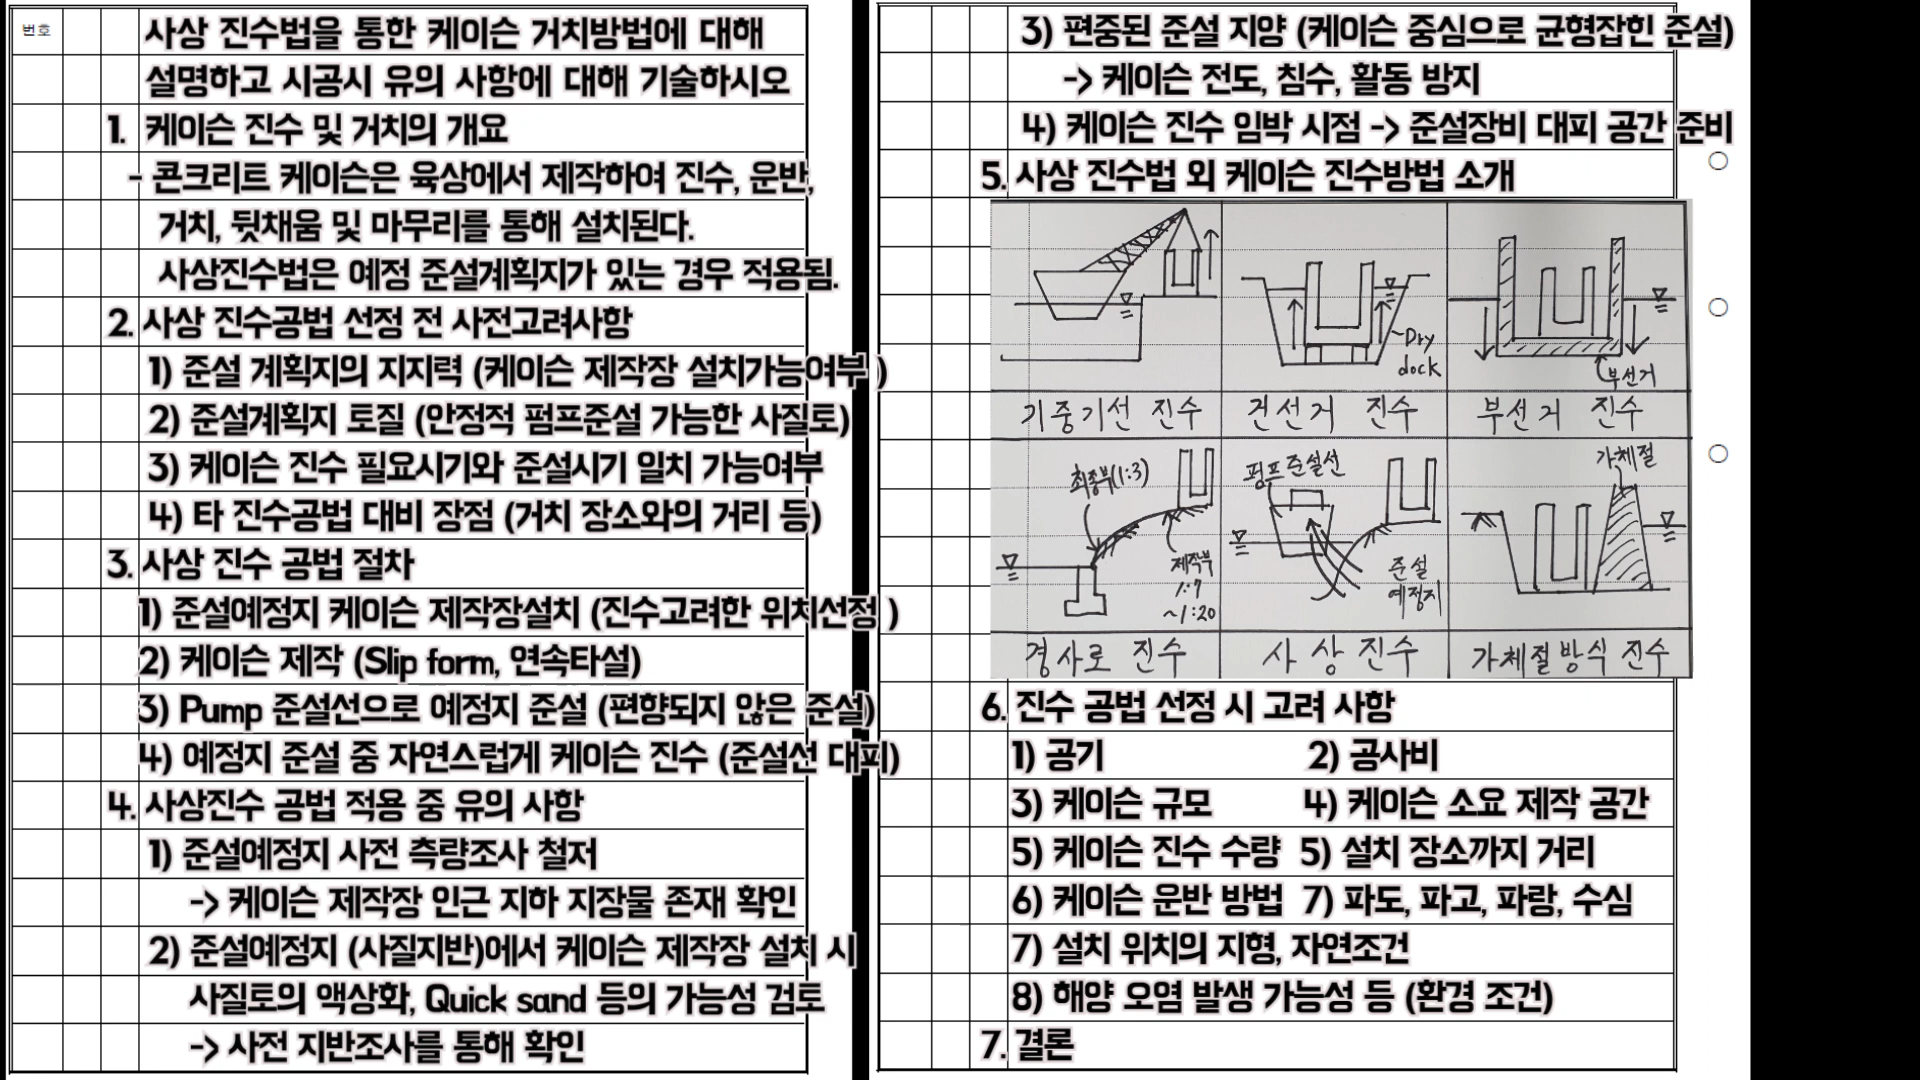 번호
사상 진수법을 통한 케이슨 거치방법에 대해
설명하고 시공시 유의 사항에 대해 기술하시오
1. 케이슨 진수 및 거치의 개요
- 콘크리트 케이슨은 육상에서 제작하여 진수, 운반,
거치, 뒷채움 및 마무리를 통해 설치된다.
사상진수법은 예정 준설계획지가 있는 경우 적용됨.
2. 사상 진수공법 선정 전 사전고려사항
1) 준설 계획지의 지지력 (케이슨 제작장 설치가능여부 )
2) 준설계획지 토질 (안정적 펌프준설 가능한 사질토)
3) 케이슨 진수 필요시기와 준설시기 일치 가능여부
4) 타 진수공법 대비 장점 (거치 장소와의 거리 등)
3. 사상 진수 공법 절차
1) 준설예정지 케이슨 제작장설치 (진수고려한 위치선정 )
2) 케이슨 제작 (Slip form, 연속타설)
3) Pump 준설선으로 예정지 준설 (편향되지 않은 준설)
4) 예정지 준설 중 자연스럽게 케이슨 진수 (준설선 대피)
4. 사상진수 공법 적용 중 유의 사항
1) 준설예정지 사전 측량조사 철저
-> 케이슨 제작장 인근 지하 지장물 존재 확인
2) 준설예정지 (사질지반)에서 케이슨 제작장 설치 시
사질토의 액상화, Quick sand 등의 가능성 검토
-> 사전 지반조사를 통해 확인
3) 편중된 준설 지양 (케이슨 중심으로 균형잡힌 준설)
-> 케이슨 전도, 침수, 활동 방지
4) 케이슨 진수 임박 시점 -> 준설장비 대피 공간 준비
5. 사상 진수법 외 케이슨 진수방법 소개
~Dry
dock
부선거
기중기선 진수
건선거 진수
부선거 진수
최종부(1:3)
제작부
1:7
~1:20
펌프준설선
준설
예정지
가체절
경사로 진수
사상진수
가체절방식 진수
6. 진수 공법 선정 시 고려 사항
1) 공기 2) 공사비
3) 케이슨 규모 4) 케이슨 소요 제작 공간
5) 케이슨 진수 수량 5) 설치 장소까지 거리
6) 케이슨 운반 방법 7) 파도, 파고, 파랑, 수심
7) 설치 위치의 지형, 자연조건
8) 해양 오염 발생 가능성 등 (환경 조건)
7. 결론